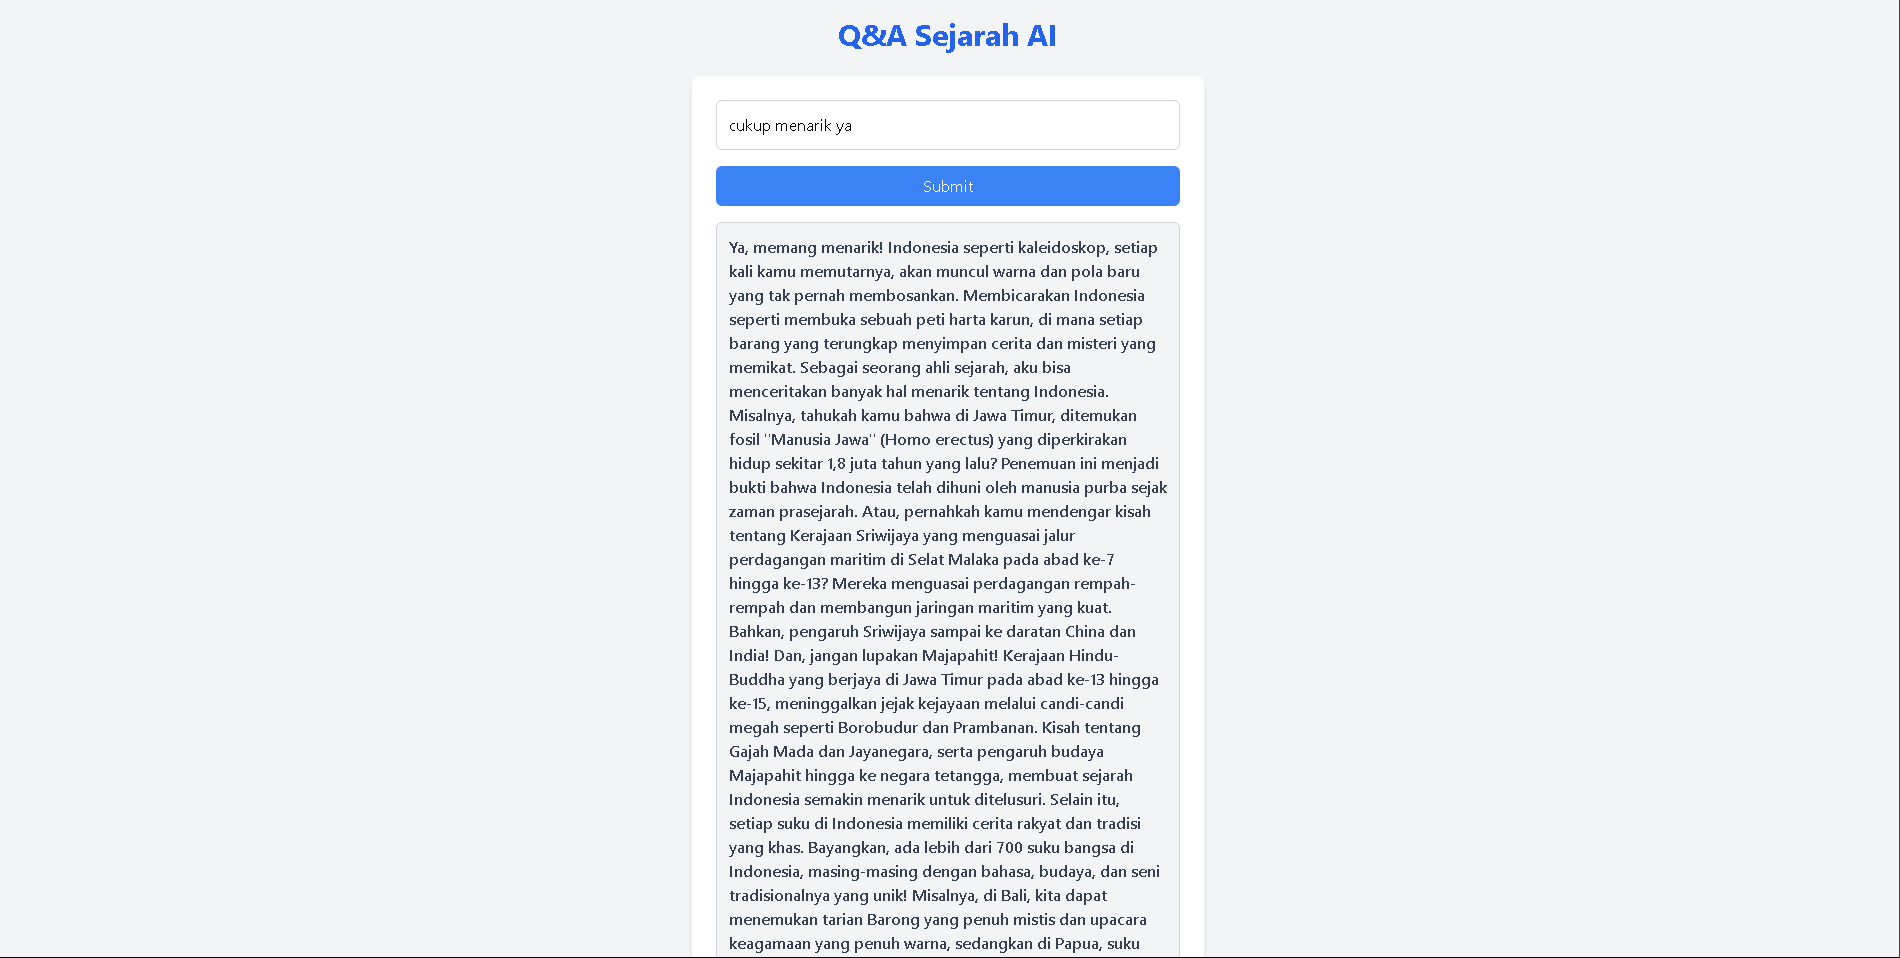 Q&A Sejarah AI
cukup menarik ya
Submit
Ya, memang menarik! Indonesia seperti kaleidoskop, setiap
kali kamu memutarnya, akan muncul warna dan pola baru
yang tak pernah membosankan. Membicarakan Indonesia
seperti membuka sebuah peti harta karun, di mana setiap
barang yang terungkap menyimpan cerita dan misteri yang
memikat. Sebagai seorang ahli sejarah, aku bisa
menceritakan banyak hal menarik tentang Indonesia.
Misalnya, tahukah kamu bahwa di Jawa Timur, ditemukan
fosil "Manusia Jawa" (Homo erectus) yang diperkirakan
hidup sekitar 1,8 juta tahun yang lalu? Penemuan ini menjadi
bukti bahwa Indonesia telah dihuni oleh manusia purba sejak
zaman prasejarah. Atau, pernahkah kamu mendengar kisah
tentang Kerajaan Sriwijaya yang menguasai jalur
perdagangan maritim di Selat Malaka pada abad ke-7
hingga ke-13? Mereka menguasai perdagangan rempah-
rempah dan membangun jaringan maritim yang kuat.
Bahkan, pengaruh Sriwijaya sampai ke daratan China dan
India! Dan, jangan lupakan Majapahit! Kerajaan Hindu-
Buddha yang berjaya di Jawa Timur pada abad ke-13 hingga
ke-15, meninggalkan jejak kejayaan melalui candi-candi
megah seperti Borobudur dan Prambanan. Kisah tentang
Gajah Mada dan Jayanegara, serta pengaruh budaya
Majapahit hingga ke negara tetangga, membuat sejarah
Indonesia semakin menarik untuk ditelusuri. Selain itu,
setiap suku di Indonesia memiliki cerita rakyat dan tradisi
yang khas. Bayangkan, ada lebih dari 700 suku bangsa di
Indonesia, masing-masing dengan bahasa, budaya, dan seni
tradisionalnya yang unik! Misalnya, di Bali, kita dapat
menemukan tarian Barong yang penuh mistis dan upacara
keagamaan yang penuh warna, sedangkan di Papua, suku